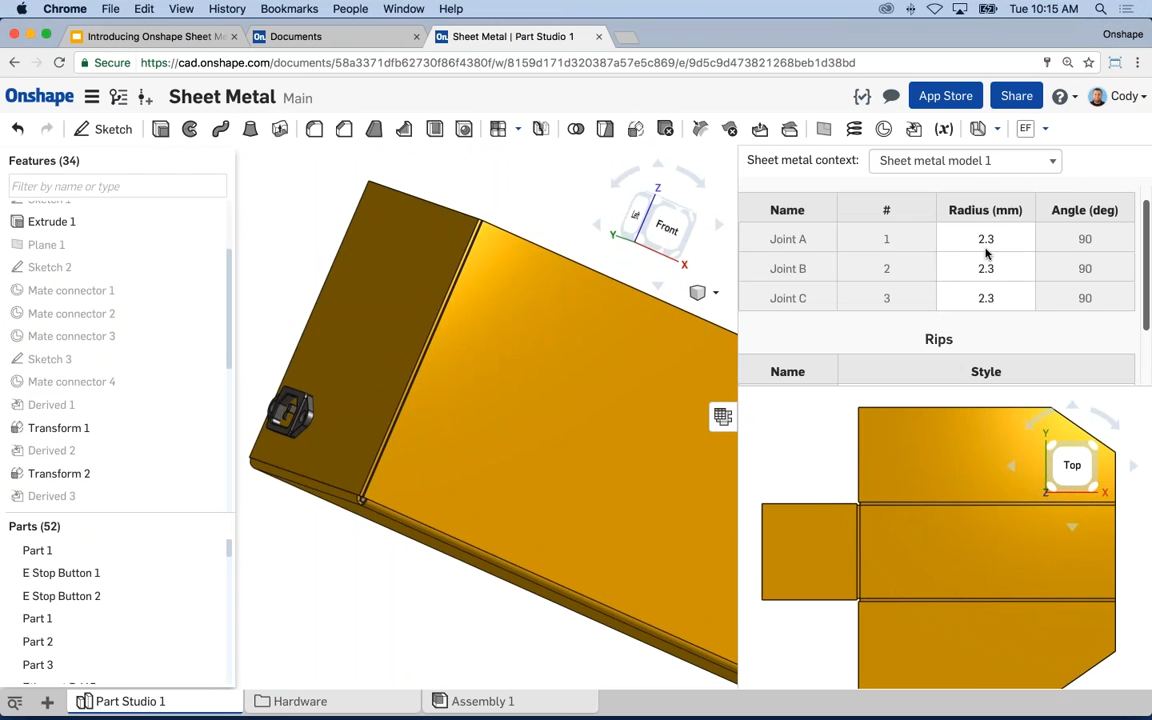 Chrome File Edit View History Bookmarks People Window Help Tue 10:15 AM
Introducing Onshape Sheet Me × Documents × Sheet Metal | Part Studio 1 × Onshape
Secure https://cad.onshape.com/documents/58a3371dfb62730f86f4380f/w/8159d171d320387a57e5c869/e/9d5c9d473821268beb1d38bd
Onshape Sheet Metal Main App Store Share Cody
Sketch (x) EF
Features (34)
Filter by name or type
Sketch 1
Extrude 1
Plane 1
Sketch 2
Mate connector 1
Mate connector 2
Mate connector 3
Sketch 3
Mate connector 4
Derived 1
Transform 1
Derived 2
Transform 2
Derived 3
Parts (52)
Part 1
E Stop Button 1
E Stop Button 2
Part 1
Part 2
Part 3
Z
Left Front
Y
X
Sheet metal context: Sheet metal model 1
Name # Radius (mm) Angle (deg)
Joint A 1 2.3 90
Joint B 2 2.3 90
Joint C 3 2.3 90
Rips
Name Style
Y
Top
Z X
Part Studio 1 Hardware Assembly 1